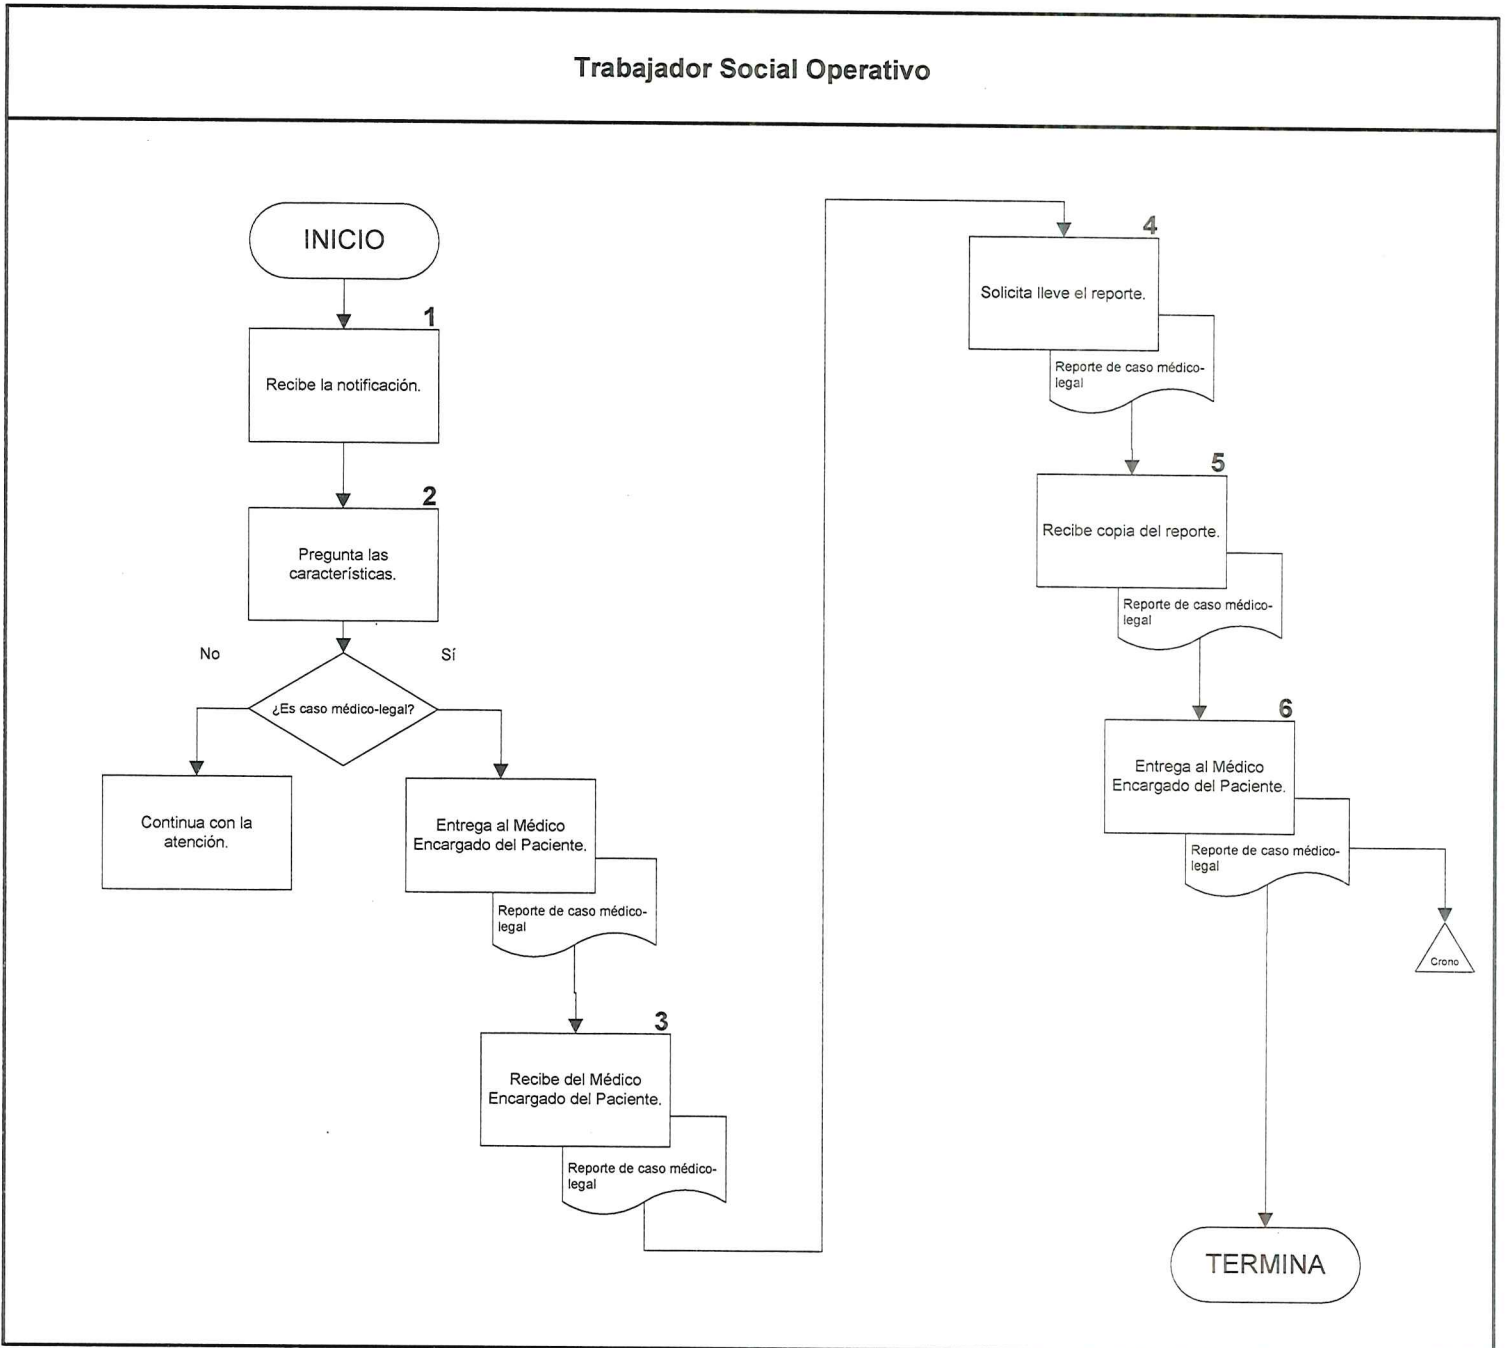 Trabajador Social Operativo
INICIO
1
Recibe la notificación.
2
Pregunta las
características.
No
Sí
¿Es caso médico-legal?
Continua con la
atención.
Entrega al Médico
Encargado del Paciente.
Reporte de caso médico-
legal
3
Recibe del Médico
Encargado del Paciente.
Reporte de caso médico-
legal
4
Solicita lleve el reporte.
Reporte de caso médico-
legal
5
Recibe copia del reporte.
Reporte de caso médico-
legal
6
Entrega al Médico
Encargado del Paciente.
Reporte de caso médico-
legal
Crono
TERMINA